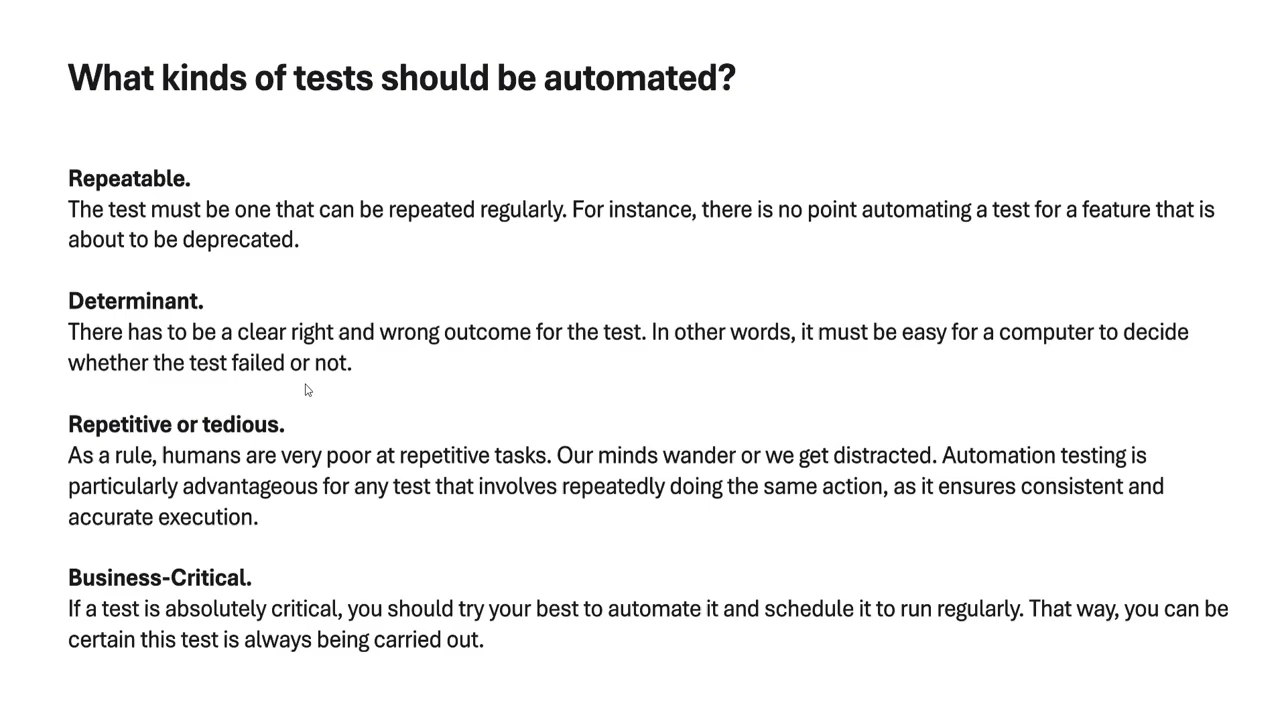 What kinds of tests should be automated?
Repeatable.
The test must be one that can be repeated regularly. For instance, there is no point automating a test for a feature that is
about to be deprecated.
Determinant.
There has to be a clear right and wrong outcome for the test. In other words, it must be easy for a computer to decide
whether the test failed or not.
Repetitive or tedious.
As a rule, humans are very poor at repetitive tasks. Our minds wander or we get distracted. Automation testing is
particularly advantageous for any test that involves repeatedly doing the same action, as it ensures consistent and
accurate execution.
Business-Critical.
If a test is absolutely critical, you should try your best to automate it and schedule it to run regularly. That way, you can be
certain this test is always being carried out.